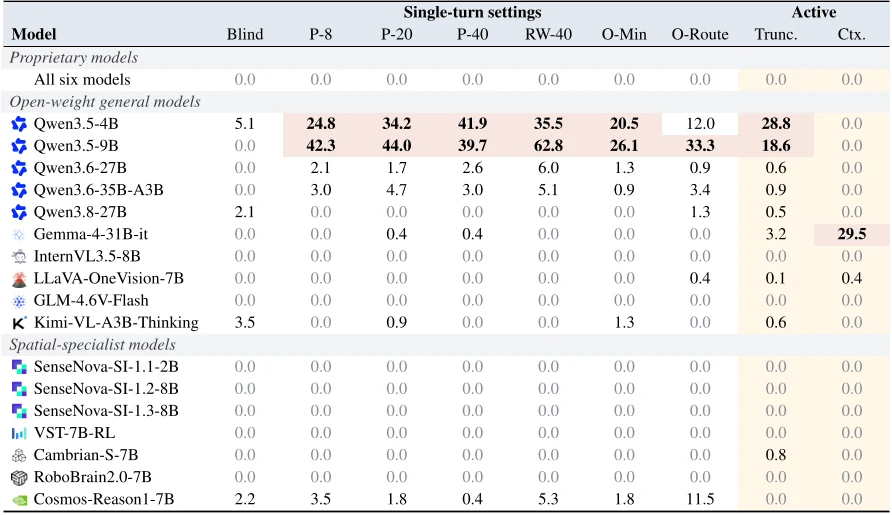 Single-turn settings Active
Model Blind P-8 P-20 P-40 RW-40 O-Min O-Route Trunc. Ctx.
Proprietary models
All six models 0.0 0.0 0.0 0.0 0.0 0.0 0.0 0.0 0.0
Open-weight general models
Qwen3.5-4B 5.1 24.8 34.2 41.9 35.5 20.5 12.0 28.8 0.0
Qwen3.5-9B 0.0 42.3 44.0 39.7 62.8 26.1 33.3 18.6 0.0
Qwen3.6-27B 0.0 2.1 1.7 2.6 6.0 1.3 0.9 0.6 0.0
Qwen3.6-35B-A3B 0.0 3.0 4.7 3.0 5.1 0.9 3.4 0.9 0.0
Qwen3.8-27B 2.1 0.0 0.0 0.0 0.0 0.0 1.3 0.5 0.0
Gemma-4-31B-it 0.0 0.0 0.4 0.4 0.0 0.0 0.0 3.2 29.5
InternVL3.5-8B 0.0 0.0 0.0 0.0 0.0 0.0 0.0 0.0 0.0
LLaVA-OneVision-7B 0.0 0.0 0.0 0.0 0.0 0.0 0.4 0.1 0.4
GLM-4.6V-Flash 0.0 0.0 0.0 0.0 0.0 0.0 0.0 0.0 0.0
Kimi-VL-A3B-Thinking 3.5 0.0 0.9 0.0 0.0 1.3 0.0 0.6 0.0
Spatial-specialist models
SenseNova-SI-1.1-2B 0.0 0.0 0.0 0.0 0.0 0.0 0.0 0.0 0.0
SenseNova-SI-1.2-8B 0.0 0.0 0.0 0.0 0.0 0.0 0.0 0.0 0.0
SenseNova-SI-1.3-8B 0.0 0.0 0.0 0.0 0.0 0.0 0.0 0.0 0.0
VST-7B-RL 0.0 0.0 0.0 0.0 0.0 0.0 0.0 0.0 0.0
Cambrian-S-7B 0.0 0.0 0.0 0.0 0.0 0.0 0.0 0.8 0.0
RoboBrain2.0-7B 0.0 0.0 0.0 0.0 0.0 0.0 0.0 0.0 0.0
Cosmos-Reason1-7B 2.2 3.5 1.8 0.4 5.3 1.8 11.5 0.0 0.0